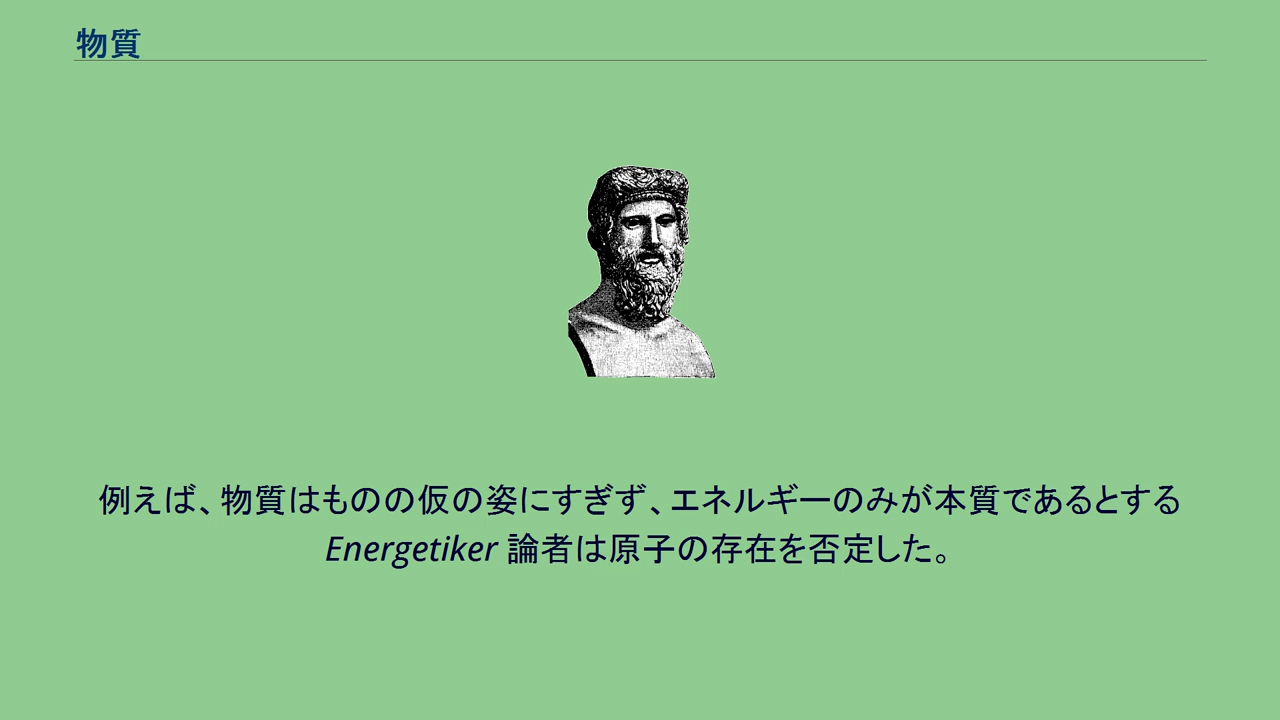 物質
例えば、物質はものの仮の姿にすぎず、エネルギーのみが本質であるとする
Energetiker 論者は原子の存在を否定した。